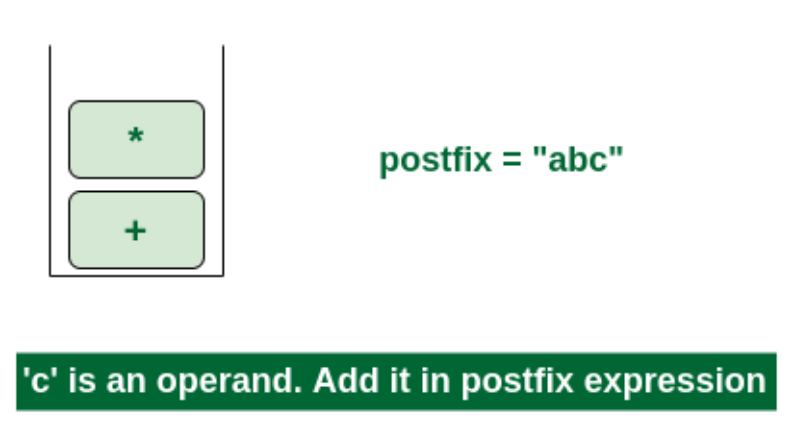 *
postfix = "abc"
+
'c' is an operand. Add it in postfix expression